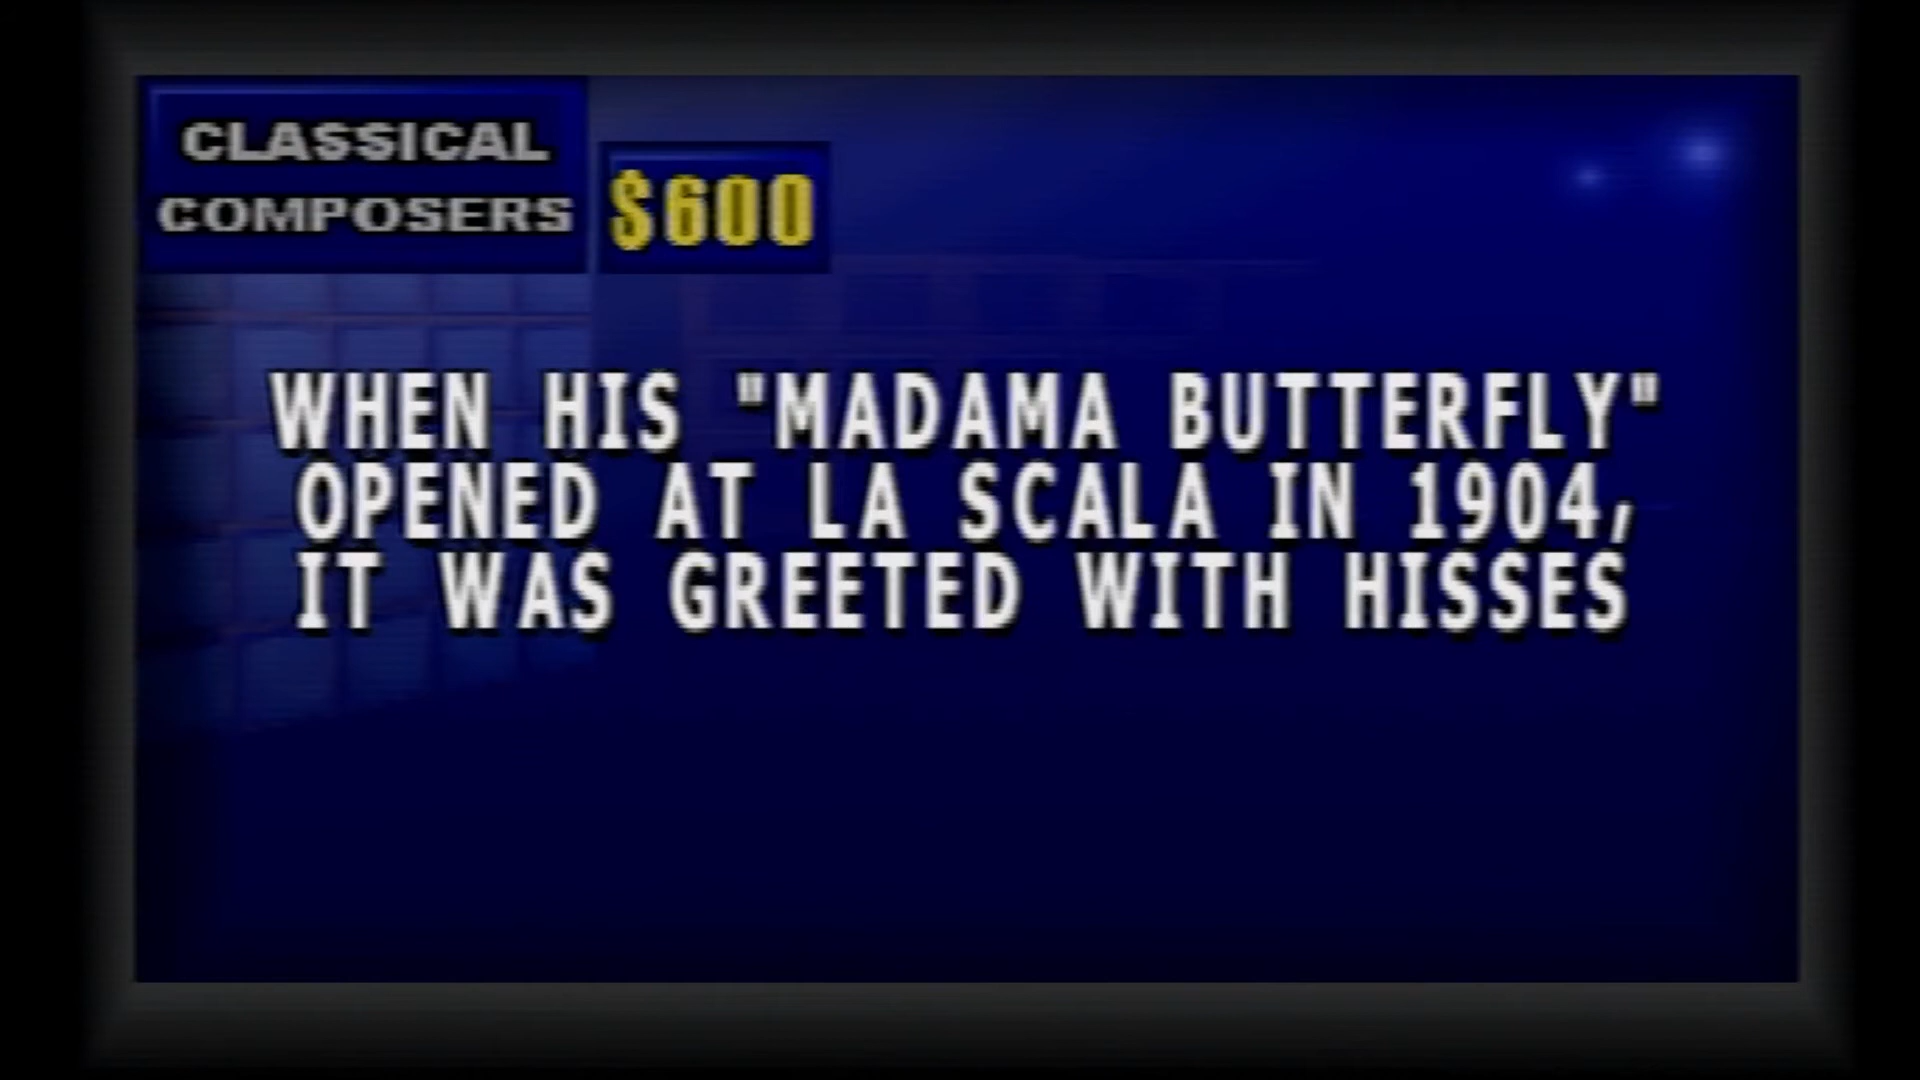 CLASSICAL
COMPOSERS
$600
WHEN HIS "MADAMA BUTTERFLY"
OPENED AT LA SCALA IN 1904,
IT WAS GREETED WITH HISSES